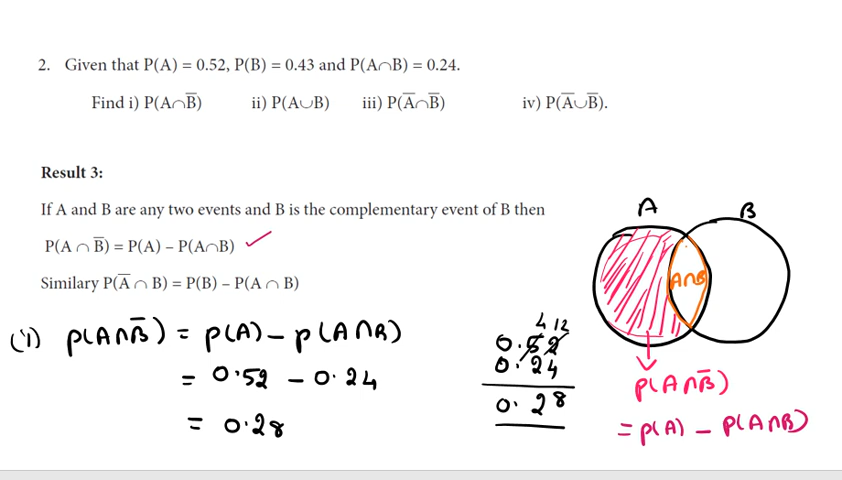 2. Given that P(A) = 0.52, P(B) = 0.43 and P(A∩B) = 0.24.
Find i) P(A∩B̅) ii) P(A∪B) iii) P(A̅∩B̅) iv) P(A̅∪B̅).
Result 3:
If A and B are any two events and B is the complementary event of B then
P(A ∩ B̅) = P(A) – P(A∩B) ✓
Similary P(A̅ ∩ B) = P(B) – P(A ∩ B)
(i) P(A∩B̅) = P(A) – P(A∩B)
= 0.52 – 0.24
= 0.28
4 12
0.52
0.24
0.28
A B
A∩B
P(A∩B̅)
= P(A) – P(A∩B)